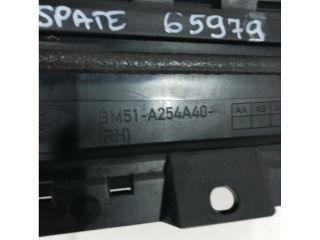 SPATE 65979
BM51-A254A40-
(RH)
AA AB
- -